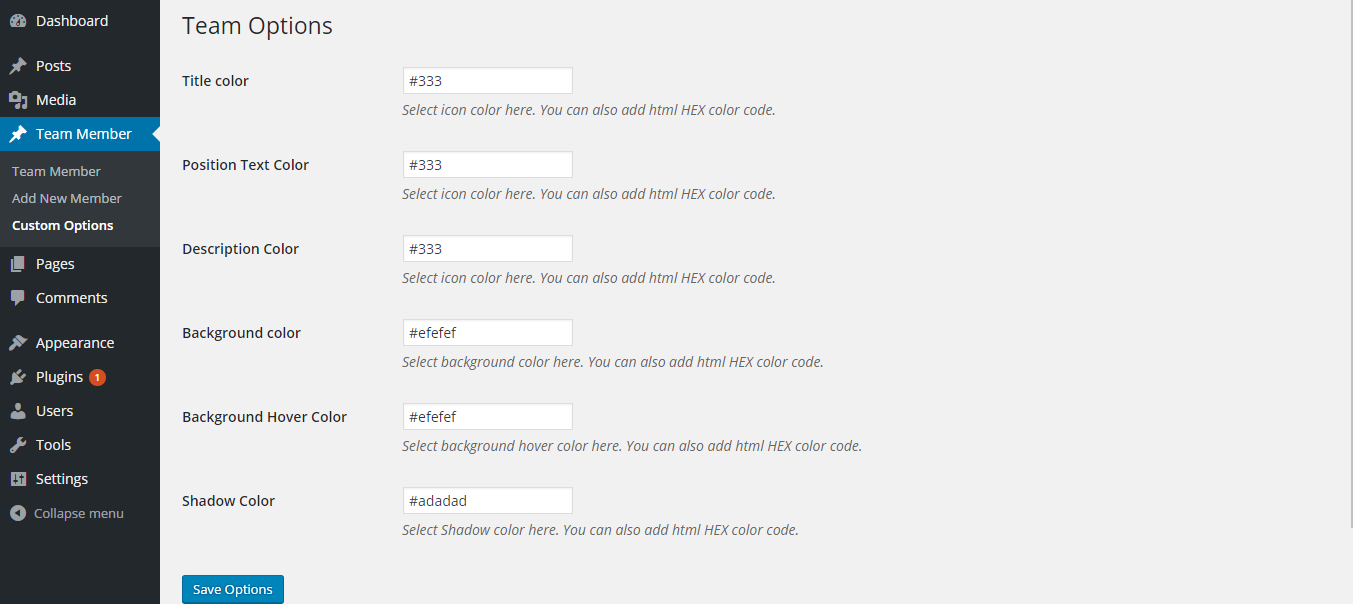 Dashboard
Posts
Media
Team Member
Team Member
Add New Member
Custom Options
Pages
Comments
Appearance
Plugins 1
Users
Tools
Settings
Collapse menu
Team Options
Title color
#333
Select icon color here. You can also add html HEX color code.
Position Text Color
#333
Select icon color here. You can also add html HEX color code.
Description Color
#333
Select icon color here. You can also add html HEX color code.
Background color
#efefef
Select background color here. You can also add html HEX color code.
Background Hover Color
#efefef
Select background hover color here. You can also add html HEX color code.
Shadow Color
#adadad
Select Shadow color here. You can also add html HEX color code.
Save Options